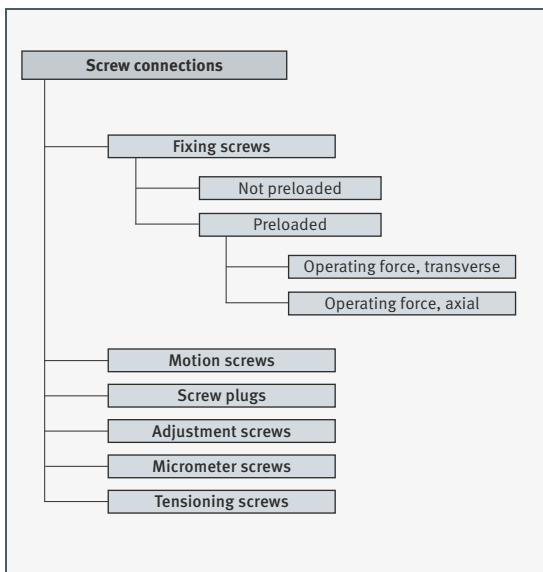 Screw connections
Fixing screws
Not preloaded
Preloaded
Operating force, transverse
Operating force, axial
Motion screws
Screw plugs
Adjustment screws
Micrometer screws
Tensioning screws